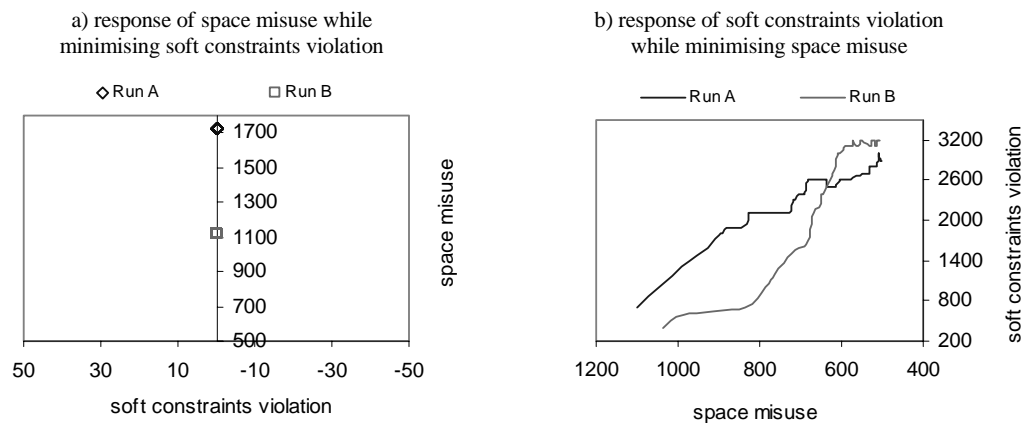 a) response of space misuse while
minimising soft constraints violation
Run A
Run B
1700
1500
1300
1100
900
700
500
space misuse
50
30
10
-10
-30
-50
soft constraints violation
b) response of soft constraints violation
while minimising space misuse
Run A
Run B
3200
2600
2000
1400
800
200
soft constraints violation
1200
1000
800
600
400
space misuse